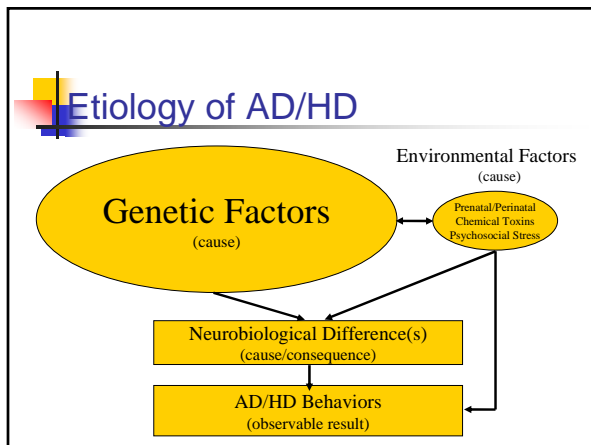 Etiology of AD/HD
Environmental Factors
(cause)
Genetic Factors
(cause)
Prenatal/Perinatal
Chemical Toxins
Psychosocial Stress
Neurobiological Difference(s)
(cause/consequence)
AD/HD Behaviors
(observable result)